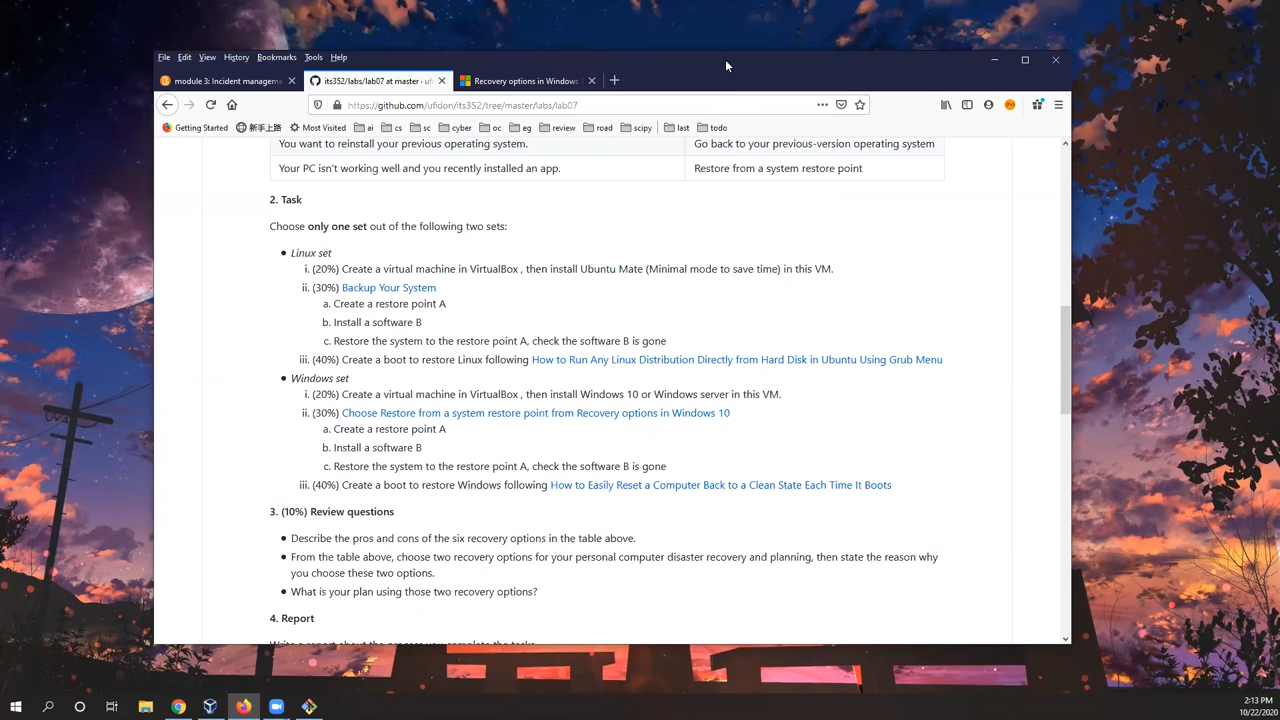 File Edit View History Bookmarks Tools Help
module 3: Incident managem
its352/labs/lab07 at master · uf
Recovery options in Windows
https://github.com/ufidon/its352/tree/master/labs/lab07
Getting Started 新手上路 Most Visited ai cs sc cyber oc eg review road scipy last todo
You want to reinstall your previous operating system. Go back to your previous-version operating system
Your PC isn't working well and you recently installed an app. Restore from a system restore point
2. Task
Choose only one set out of the following two sets:
Linux set
i. (20%) Create a virtual machine in VirtualBox , then install Ubuntu Mate (Minimal mode to save time) in this VM.
ii. (30%) Backup Your System
a. Create a restore point A
b. Install a software B
c. Restore the system to the restore point A, check the software B is gone
iii. (40%) Create a boot to restore Linux following How to Run Any Linux Distribution Directly from Hard Disk in Ubuntu Using Grub Menu
Windows set
i. (20%) Create a virtual machine in VirtualBox , then install Windows 10 or Windows server in this VM.
ii. (30%) Choose Restore from a system restore point from Recovery options in Windows 10
a. Create a restore point A
b. Install a software B
c. Restore the system to the restore point A, check the software B is gone
iii. (40%) Create a boot to restore Windows following How to Easily Reset a Computer Back to a Clean State Each Time It Boots
3. (10%) Review questions
Describe the pros and cons of the six recovery options in the table above.
From the table above, choose two recovery options for your personal computer disaster recovery and planning, then state the reason why
you choose these two options.
What is your plan using those two recovery options?
4. Report
Write a report about the process you complete the tasks
2:13 PM
10/22/2020